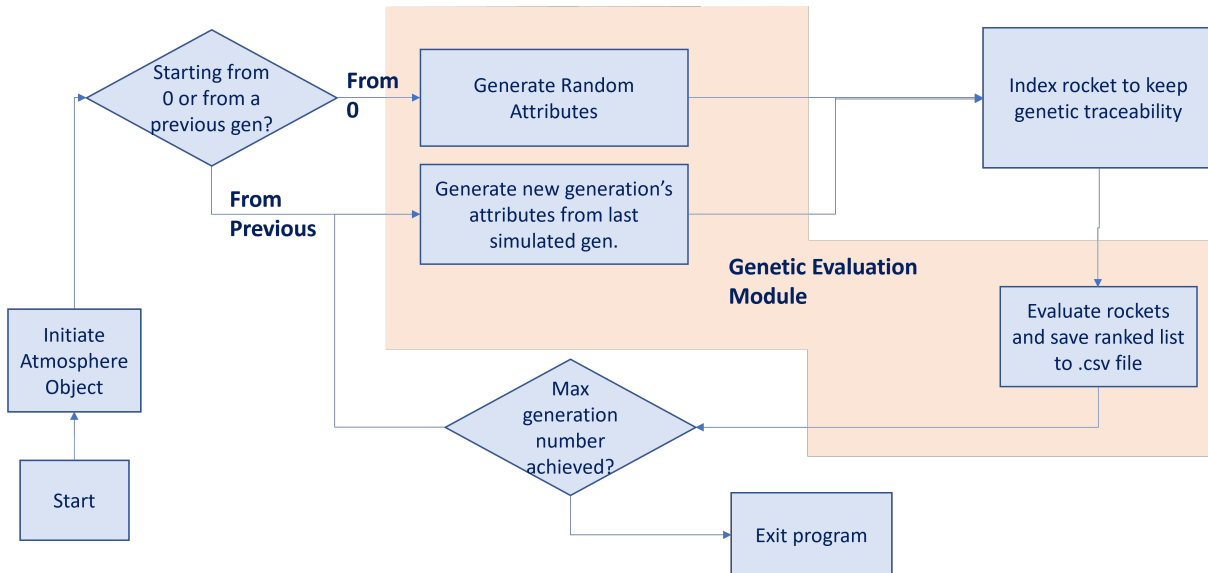 Starting from
0 or from a
previous gen?
From
0
Generate Random
Attributes
Index rocket to keep
genetic traceability
From
Previous
Generate new generation’s
attributes from last
simulated gen.
Genetic Evaluation
Module
Evaluate rockets
and save ranked list
to .csv file
Initiate
Atmosphere
Object
Max
generation
number
achieved?
Start
Exit program